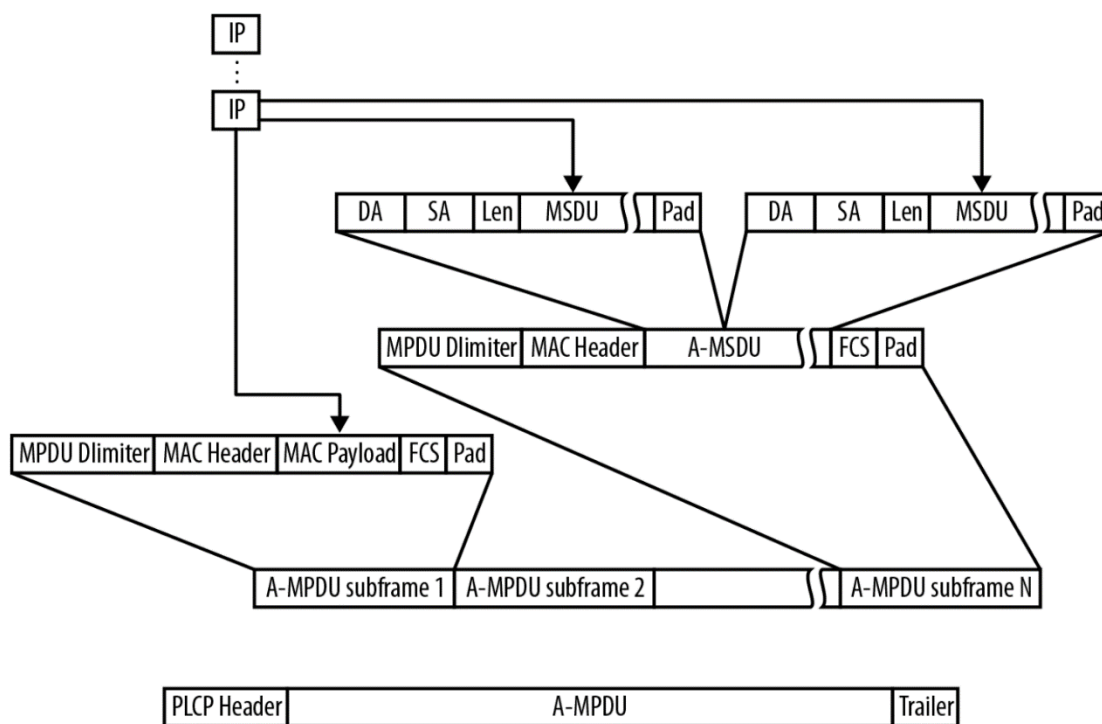 IP
IP
DA SA Len MSDU Pad DA SA Len MSDU Pad
MPDU Dlimiter MAC Header A-MSDU FCS Pad
MPDU Dlimiter MAC Header MAC Payload FCS Pad
A-MPDU subframe 1 A-MPDU subframe 2 A-MPDU subframe N
PLCP Header A-MPDU Trailer